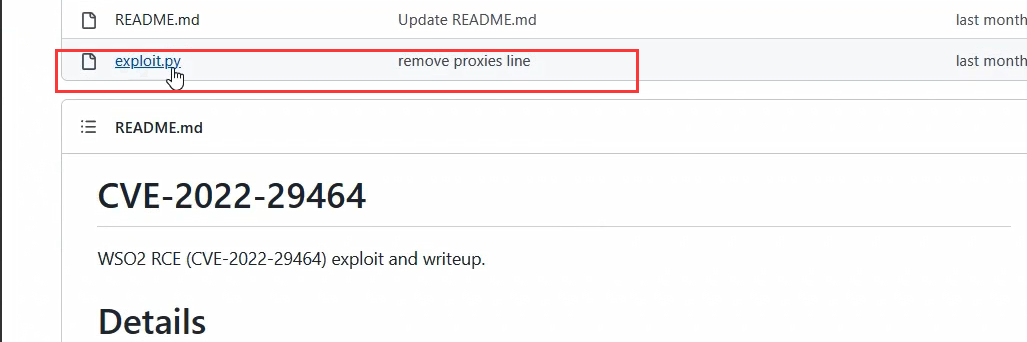 README.md Update README.md last month
exploit.py remove proxies line last month
README.md
CVE-2022-29464
WSO2 RCE (CVE-2022-29464) exploit and writeup.
Details